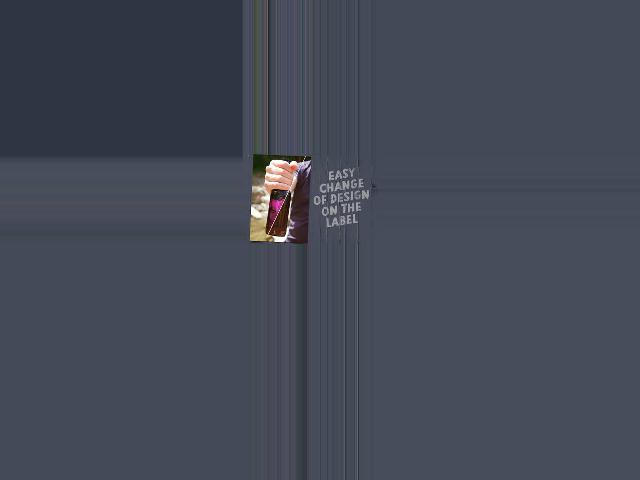 EASY
CHANGE
OF DESIGN
ON THE
LABEL